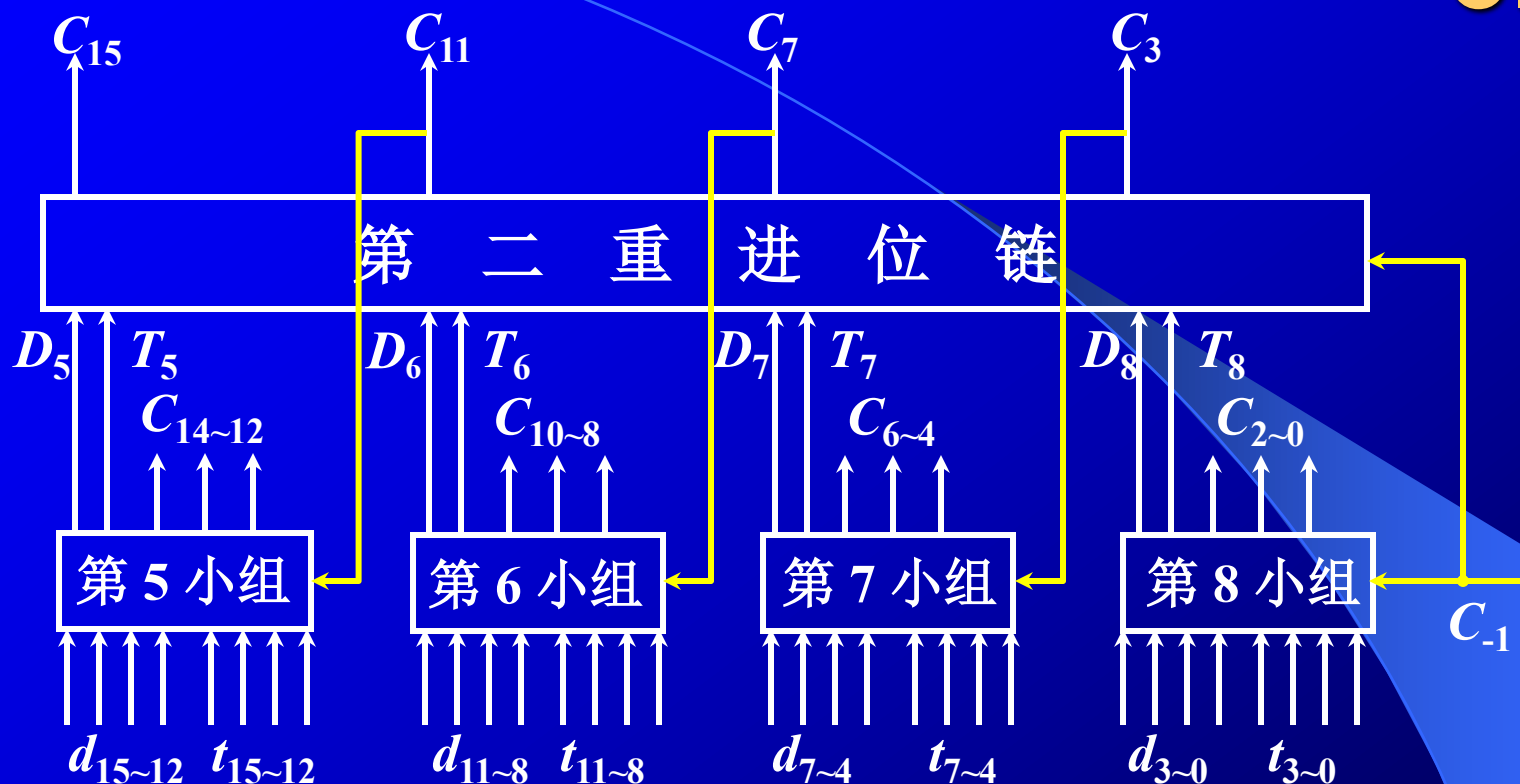 C15 C11 C7 C3
第 二 重 进 位 链
D5 T5 D6 T6 D7 T7 D8 T8
C14~12 C10~8 C6~4 C2~0
第 5 小组 第 6 小组 第 7 小组 第 8 小组
C-1
d15~12 t15~12 d11~8 t11~8 d7~4 t7~4 d3~0 t3~0